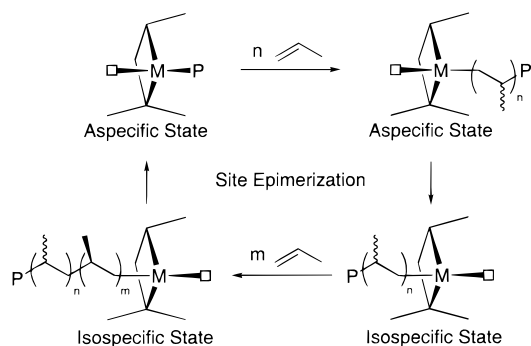 M P
n
M
( ) P
n
Aspecific State
Aspecific State
Site Epimerization
P ( ) ( ) M
n m
m
P ( ) M
n
Isospecific State
Isospecific State